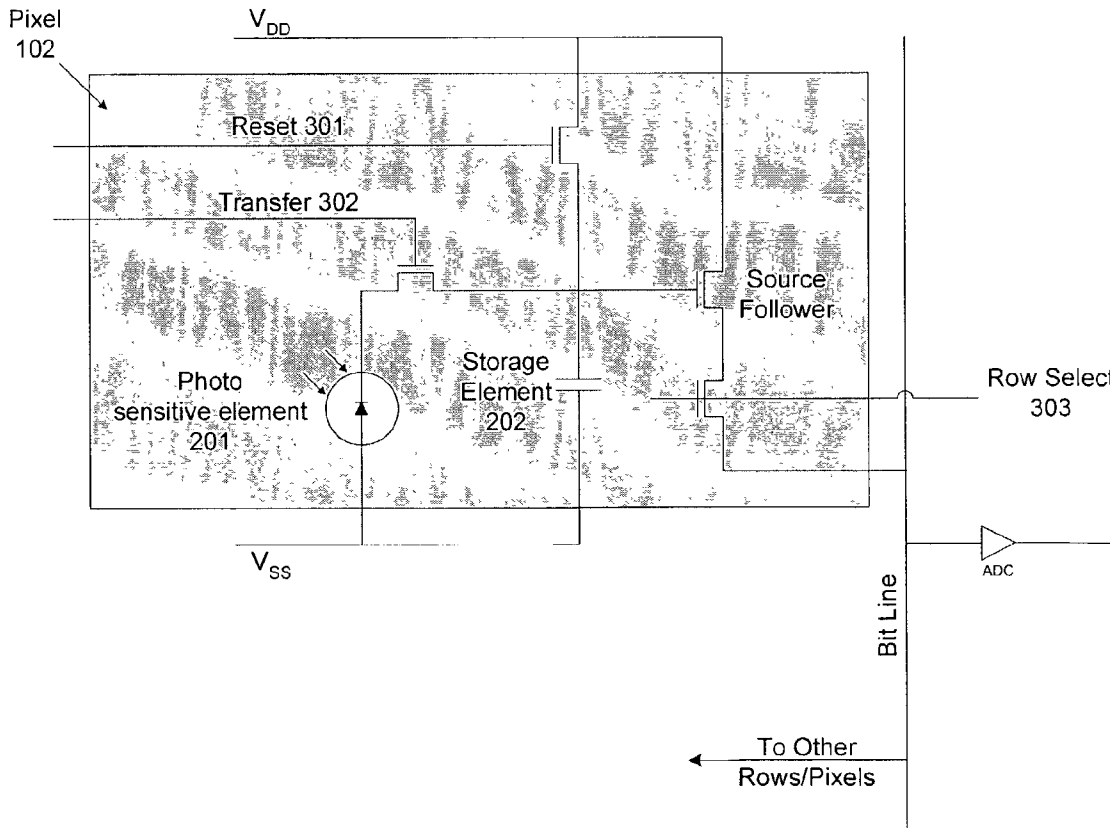 Pixel
102
VDD
Reset 301
Transfer 302
Source
Follower
Photo
sensitive element
201
Storage
Element
202
Row Select
303
VSS
ADC
Bit Line
To Other
Rows/Pixels